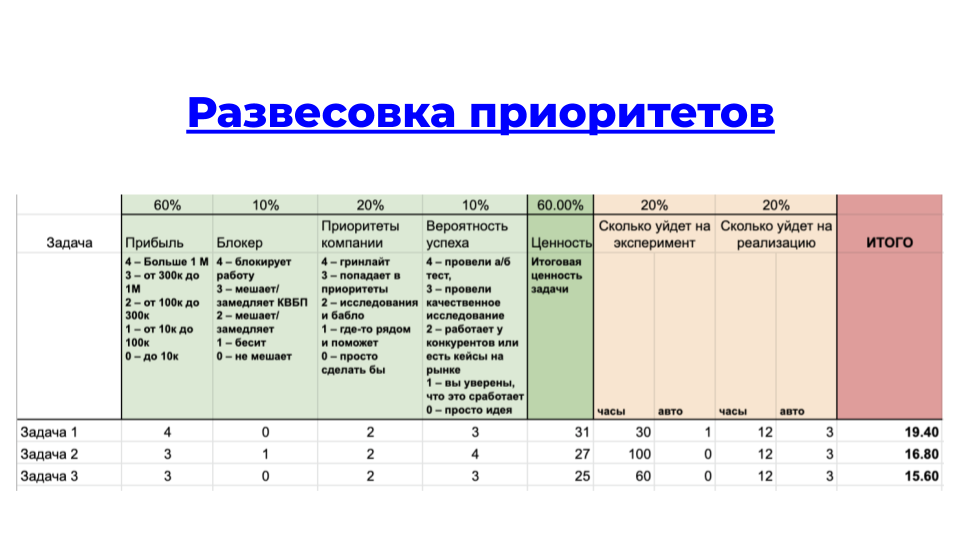 Развесовка приоритетов
60% 10% 20% 10% 60.00% 20% 20%
Задача Прибыль Блокер Приоритеты компании Вероятность успеха Ценность Сколько уйдет на эксперимент Сколько уйдет на реализацию ИТОГО
4 – Больше 1 М
3 – от 300к до
1М
2 – от 100к до
300к
1 – от 10к до
100к
0 – до 10к
4 – блокирует
работу
3 – мешает/
замедляет КВБП
2 – мешает/
замедляет
1 – бесит
0 – не мешает
4 – гринлайт
3 – попадает в
приоритеты
2 – исследования
и бабло
1 – где-то рядом
и поможет
0 – просто
сделать бы
4 – провели а/б
тест,
3 – провели
качественное
исследование
2 – работает у
конкурентов или
есть кейсы на
рынке
1 – вы уверены,
что это сработает
0 – просто идея
Итоговая
ценность
задачи
часы авто часы авто
Задача 1 4 0 2 3 31 30 1 12 3 19.40
Задача 2 3 1 2 4 27 100 0 12 3 16.80
Задача 3 3 0 2 3 25 60 0 12 3 15.60